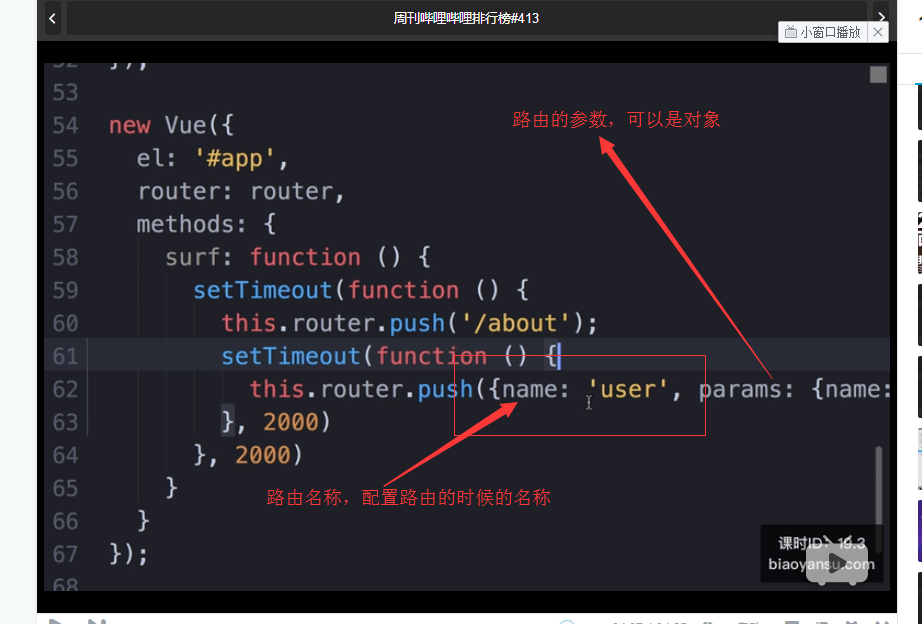 周刊哔哩哔哩排行榜#413
小窗口播放
52 });
53
路由的参数，可以是对象
54 new Vue({
55 el: '#app',
56 router: router,
57 methods: {
58 surf: function () {
59 setTimeout(function () {
60 this.router.push('/about');
61 setTimeout(function () {
62 this.router.push({name: 'user', params: {name:
63 }, 2000)
64 }, 2000)
65 }
路由名称，配置路由的时候的名称
66 }
67 });
课时ID: 19.3
biaoyansu.com
68